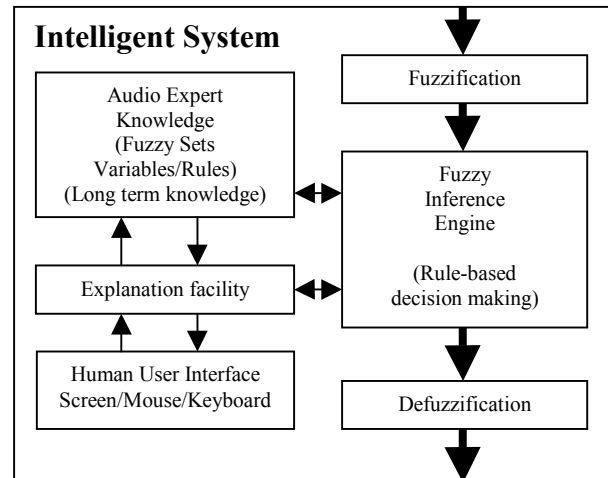 Intelligent System
Audio Expert
Knowledge
(Fuzzy Sets
Variables/Rules)
(Long term knowledge)
Explanation facility
Human User Interface
Screen/Mouse/Keyboard
Fuzzification
Fuzzy
Inference
Engine
(Rule-based
decision making)
Defuzzification